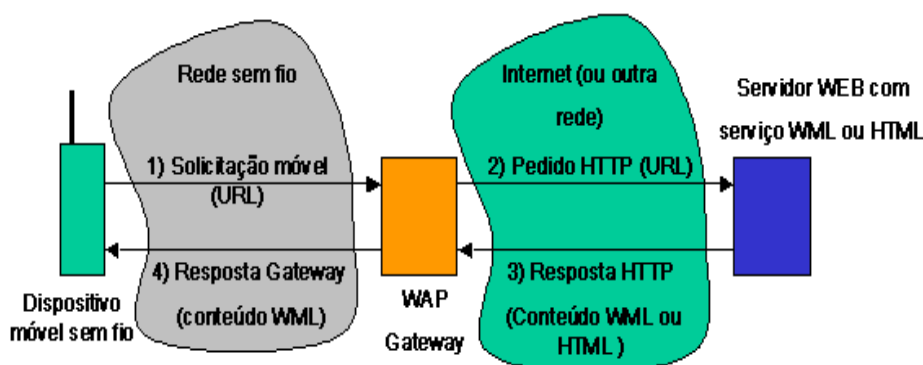 Rede sem fio
Internet (ou outra
rede)
Servidor WEB com
serviço WML ou HTML
1) Solicitação móvel
(URL)
2) Pedido HTTP (URL)
4) Resposta Gateway
(conteúdo WML)
3) Resposta HTTP
(Conteúdo WML ou
HTML )
Dispositivo
móvel sem fio
WAP
Gateway